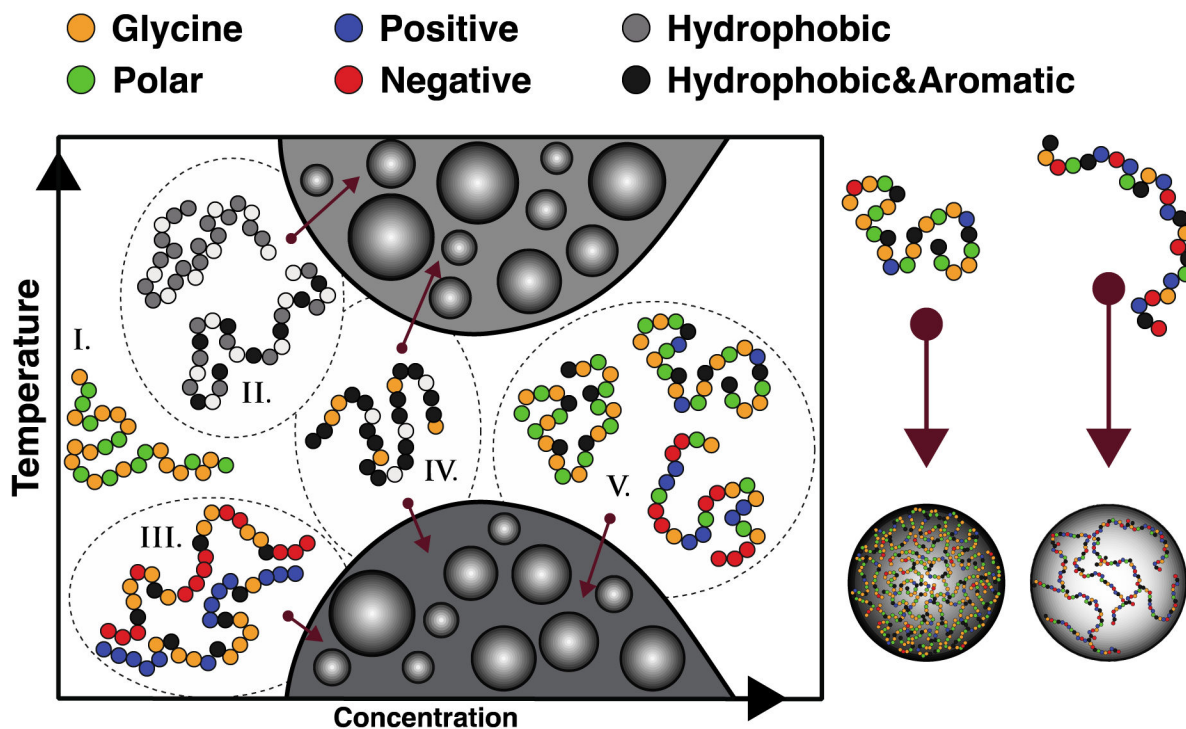 Glycine Positive Hydrophobic
Polar Negative Hydrophobic&Aromatic
Temperature
I.
II.
III.
IV.
V.
Concentration